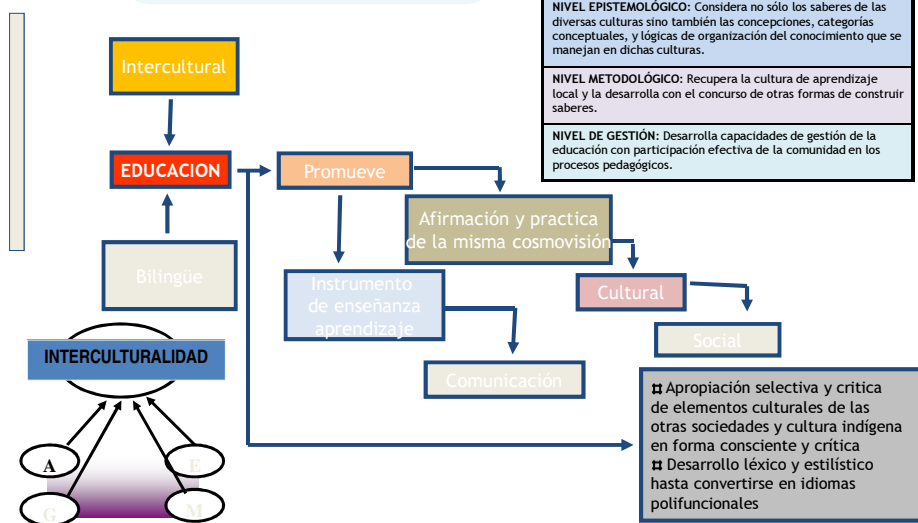 NIVEL EPISTEMOLÓGICO: Considera no sólo los saberes de las
diversas culturas sino también las concepciones, categorías
conceptuales, y lógicas de organización del conocimiento que se
manejan en dichas culturas.
NIVEL METODOLÓGICO: Recupera la cultura de aprendizaje
local y la desarrolla con el concurso de otras formas de construir
saberes.
NIVEL DE GESTIÓN: Desarrolla capacidades de gestión de la
educación con participación efectiva de la comunidad en los
procesos pedagógicos.
Intercultural
EDUCACION
Promueve
Afirmación y practica
de la misma cosmovisión
Bilingüe
Instrumento
de enseñanza
aprendizaje
Cultural
Social
Comunicación
INTERCULTURALIDAD
A
E
G
M
⌗ Apropiación selectiva y critica
de elementos culturales de las
otras sociedades y cultura indígena
en forma consciente y crítica
⌗ Desarrollo léxico y estilístico
hasta convertirse en idiomas
polifuncionales